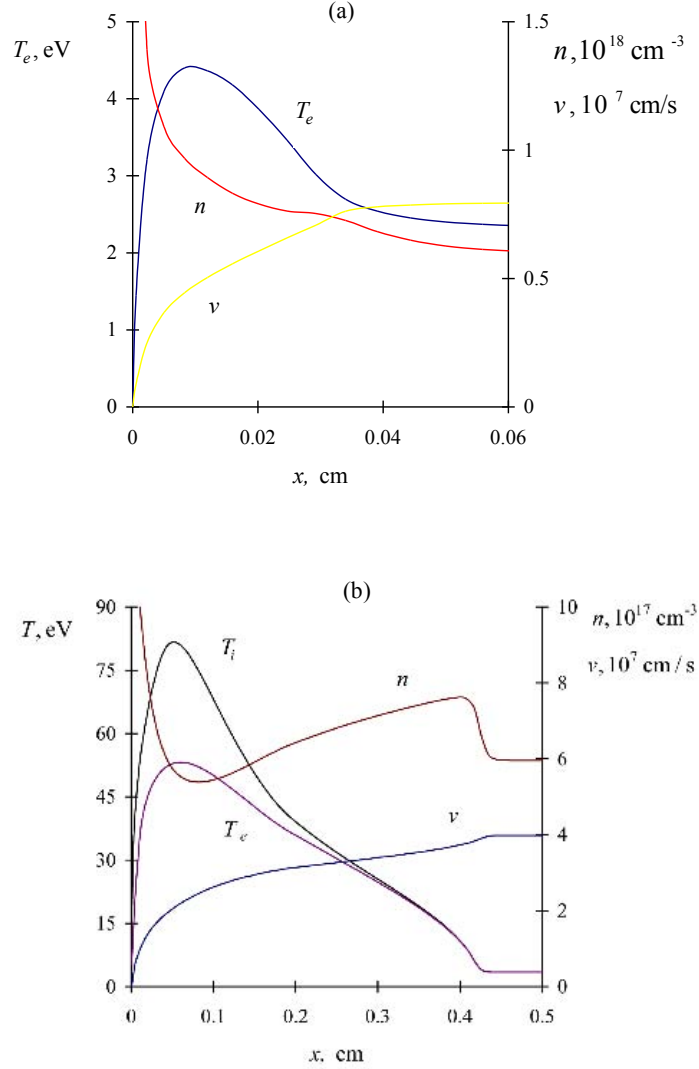 (a)
T_e, eV
n, 10^18 cm^-3
v, 10^7 cm/s
5
4
3
2
1
0
1.5
1
0.5
0
T_e
n
v
0
0.02
0.04
0.06
x, cm
(b)
T, eV
n, 10^17 cm^-3
v, 10^7 cm / s
90
75
60
45
30
15
0
10
8
6
4
2
0
T_i
n
T_e
v
0
0.1
0.2
0.3
0.4
0.5
x, cm